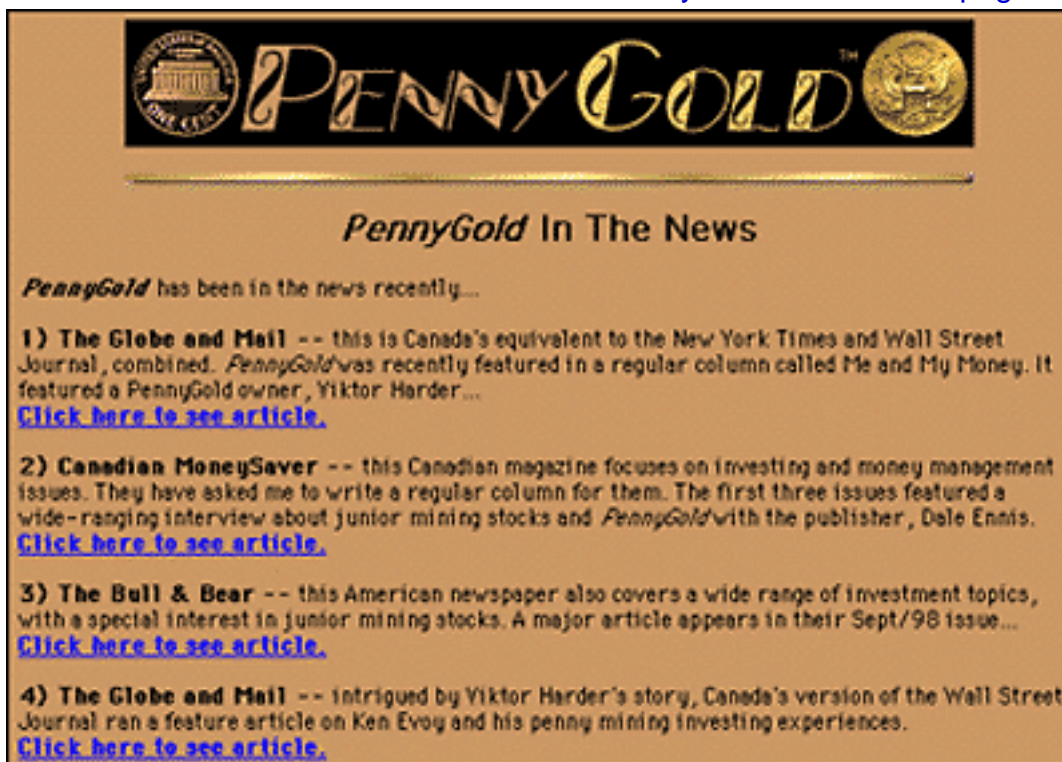 UNITED STATES OF AMERICA
ONE CENT
PENNY GOLD™
PennyGold In The News
PennyGold has been in the news recently...
1) The Globe and Mail -- this is Canada's equivalent to the New York Times and Wall Street
Journal, combined. PennyGold was recently featured in a regular column called Me and My Money. It
featured a PennyGold owner, Viktor Harder...
Click here to see article.
2) Canadian MoneySaver -- this Canadian magazine focuses on investing and money management
issues. They have asked me to write a regular column for them. The first three issues featured a
wide-ranging interview about junior mining stocks and PennyGold with the publisher, Dale Ennis.
Click here to see article.
3) The Bull & Bear -- this American newspaper also covers a wide range of investment topics,
with a special interest in junior mining stocks. A major article appears in their Sept/98 issue...
Click here to see article.
4) The Globe and Mail -- intrigued by Viktor Harder's story, Canada's version of the Wall Street
Journal ran a feature article on Ken Evoy and his penny mining investing experiences.
Click here to see article.